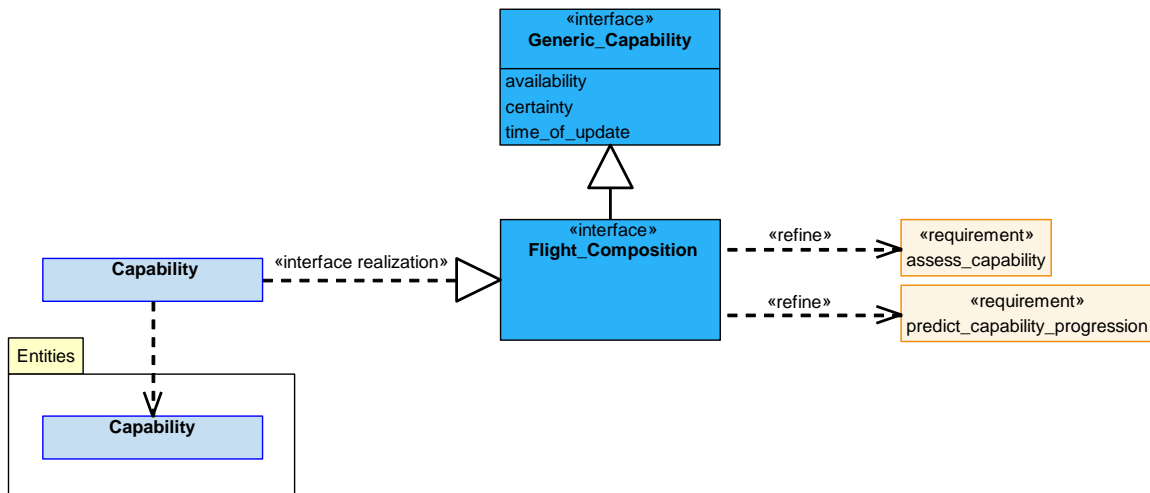 «interface»
Generic_Capability
availability
certainty
time_of_update
«interface»
Flight_Composition
«refine»
«requirement»
assess_capability
Capability
«interface realization»
«refine»
«requirement»
predict_capability_progression
Entities
Capability